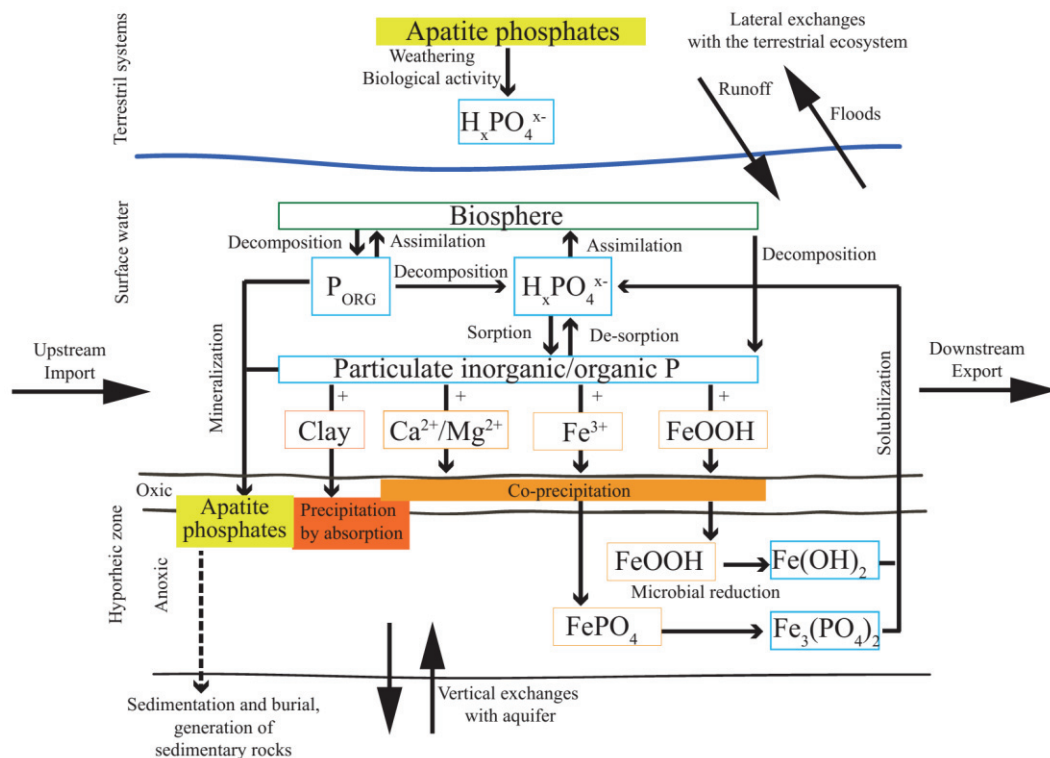 Terrestril systems
Apatite phosphates
Weathering
Biological activity
HₓPO₄ˣ⁻
Lateral exchanges
with the terrestrial ecosystem
Runoff
Floods
Surface water
Biosphere
Decomposition
Assimilation
Assimilation
Decomposition
P_ORG
Decomposition
HₓPO₄ˣ⁻
Sorption
De-sorption
Upstream
Import
Mineralization
Particulate inorganic/organic P
Solubilization
Downstream
Export
+
+
+
+
Clay
Ca²⁺/Mg²⁺
Fe³⁺
FeOOH
Hyporheic zone
Oxic
Anoxic
Apatite
phosphates
Precipitation
by absorption
Co-precipitation
FeOOH
Fe(OH)₂
Microbial reduction
FePO₄
Fe₃(PO₄)₂
Sedimentation and burial,
generation of
sedimentary rocks
Vertical exchanges
with aquifer